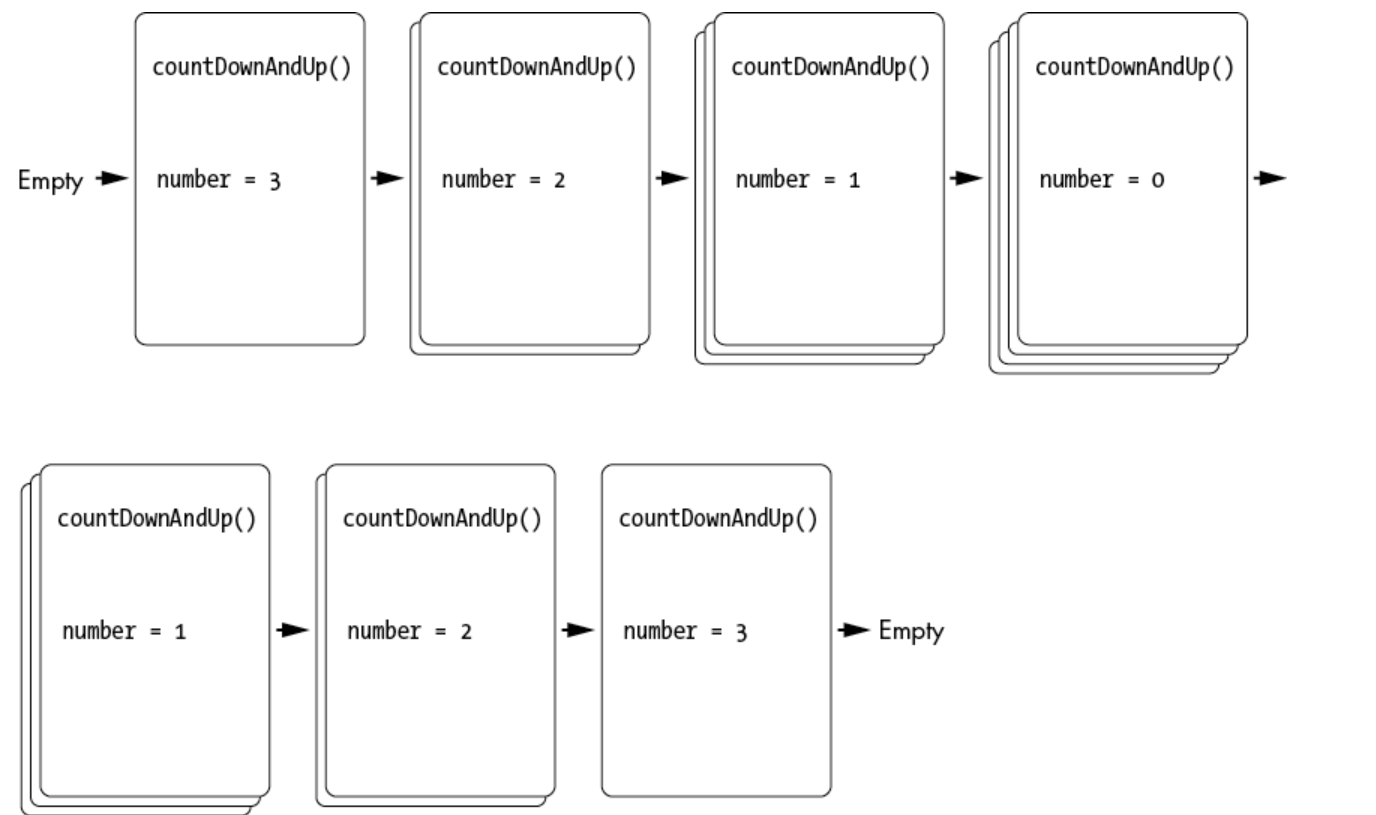 countDownAndUp() countDownAndUp() countDownAndUp() countDownAndUp()
Empty number = 3 number = 2 number = 1 number = 0
countDownAndUp() countDownAndUp() countDownAndUp()
number = 1 number = 2 number = 3 Empty